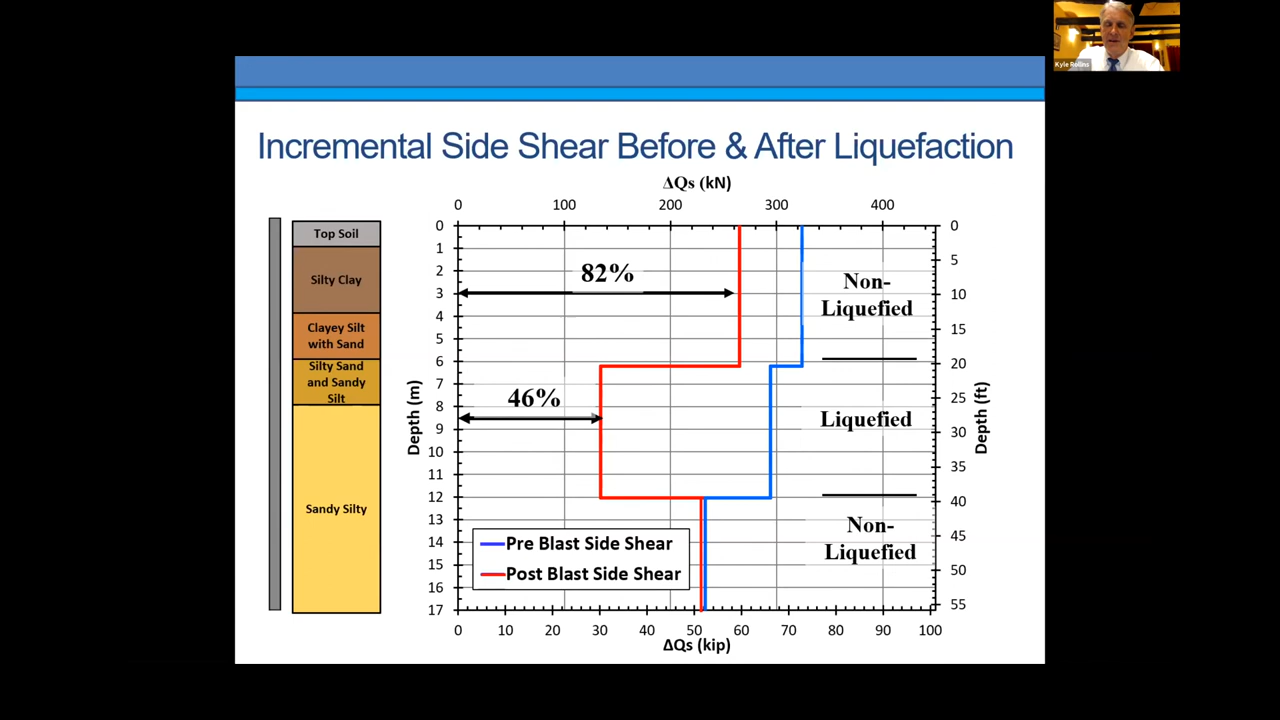 Kyle Rollins
Incremental Side Shear Before & After Liquefaction
ΔQs (kN)
0 100 200 300 400
Top Soil
Silty Clay
Clayey Silt
with Sand
Silty Sand
and Sandy
Silt
Sandy Silty
Depth (m)
0
1
2
3
4
5
6
7
8
9
10
11
12
13
14
15
16
17
82%
46%
Non-
Liquefied
Liquefied
Non-
Liquefied
Pre Blast Side Shear
Post Blast Side Shear
0
5
10
15
20
25
30
35
40
45
50
55
Depth (ft)
0 10 20 30 40 50 60 70 80 90 100
ΔQs (kip)